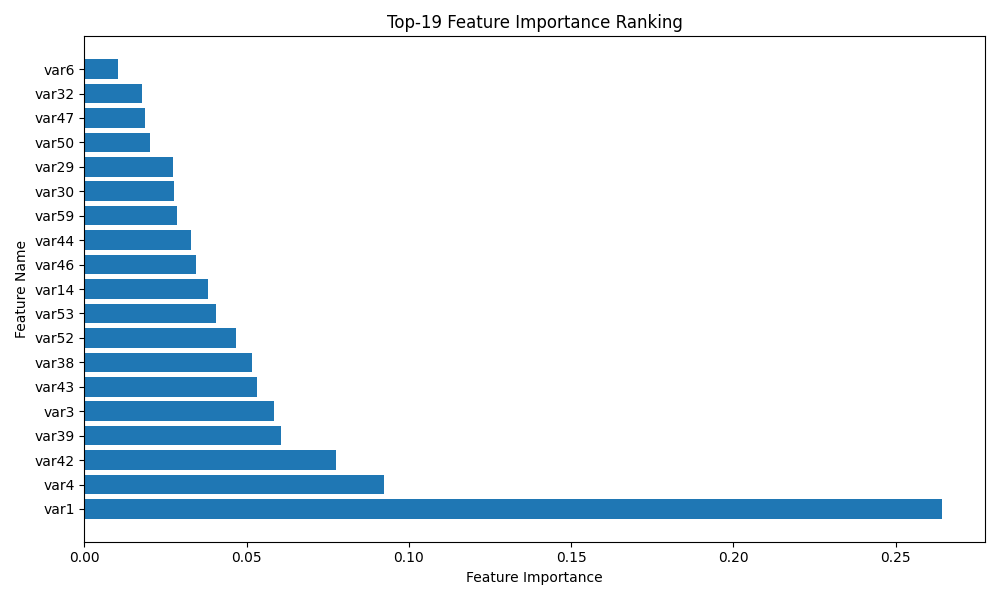 Top-19 Feature Importance Ranking
Feature Name
var6
var32
var47
var50
var29
var30
var59
var44
var46
var14
var53
var52
var38
var43
var3
var39
var42
var4
var1
0.00 0.05 0.10 0.15 0.20 0.25
Feature Importance